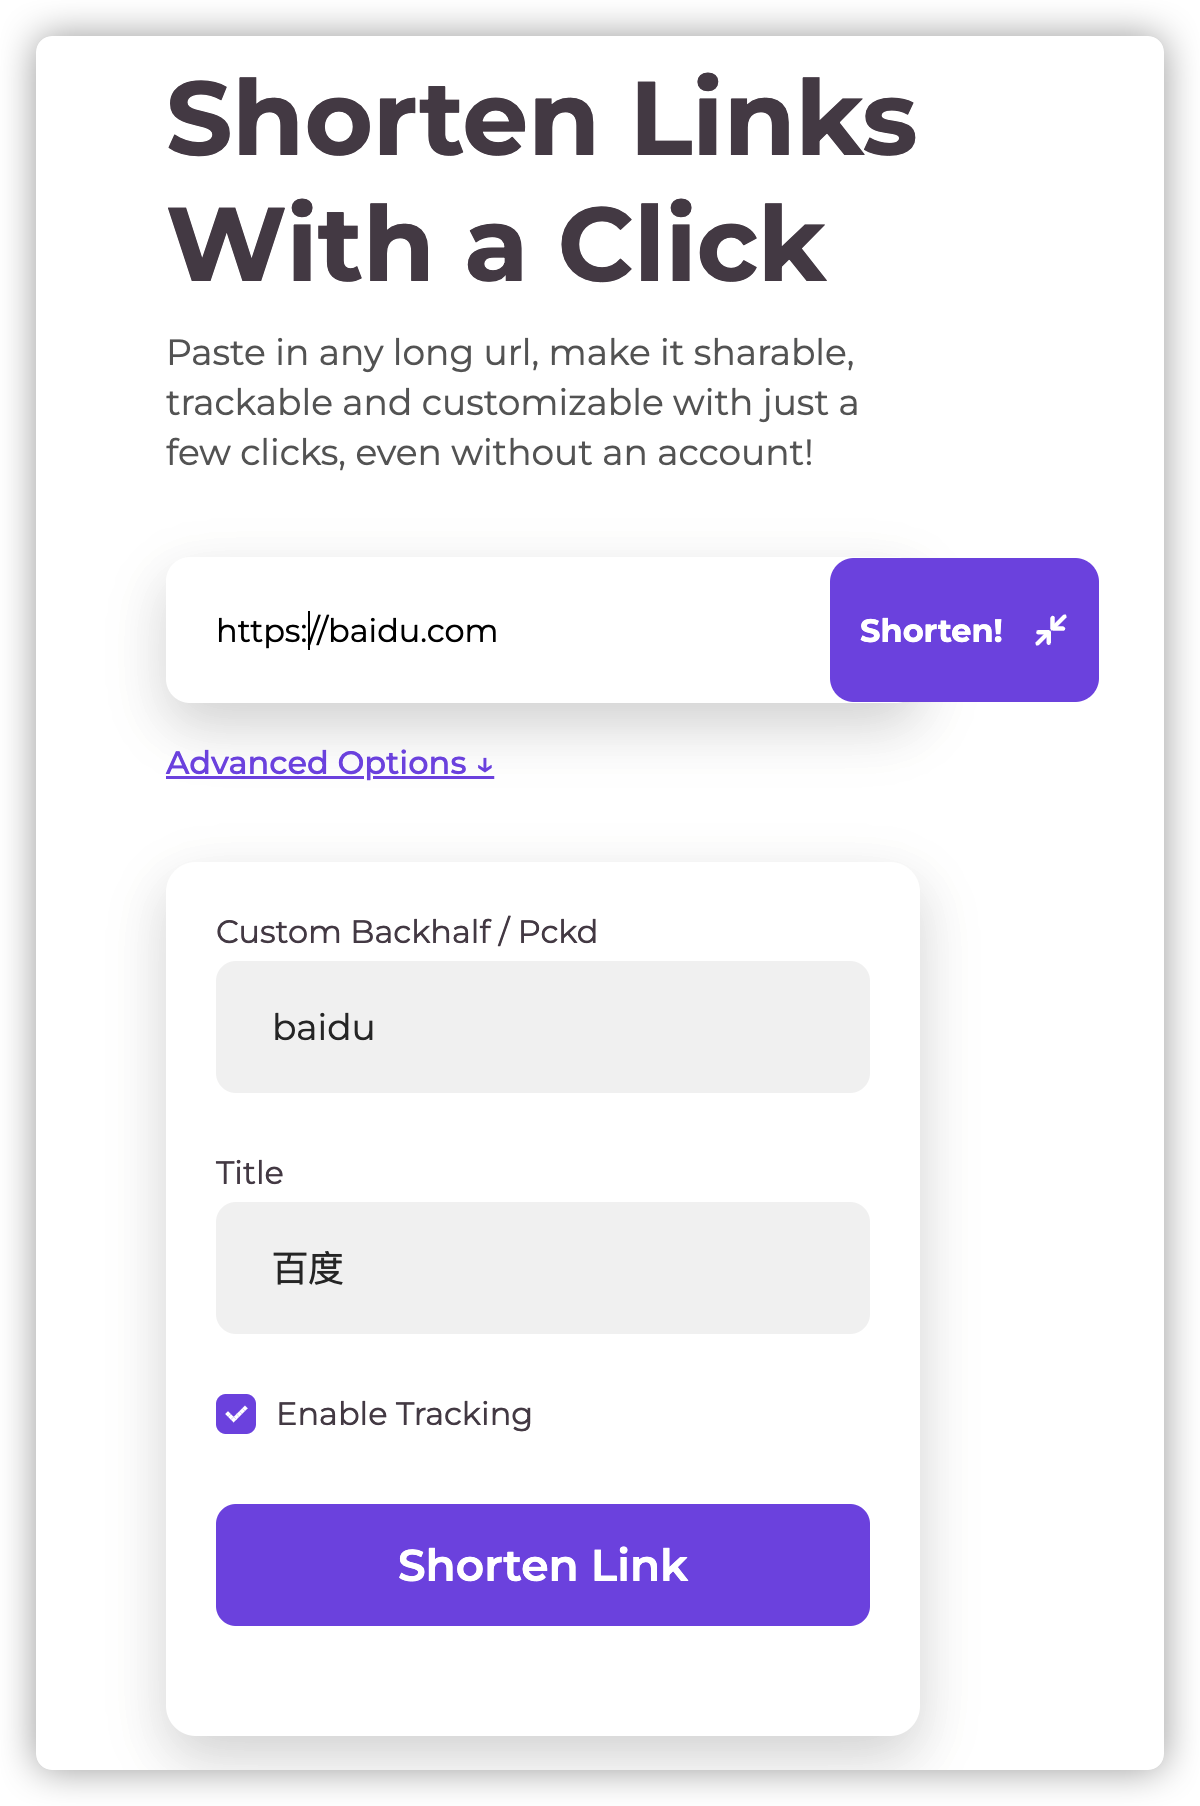 Shorten Links
With a Click
Paste in any long url, make it sharable,
trackable and customizable with just a
few clicks, even without an account!
https://baidu.com
Shorten!
Advanced Options ↓
Custom Backhalf / Pckd
baidu
Title
百度
Enable Tracking
Shorten Link